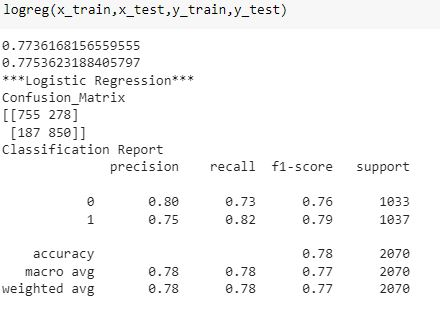 logreg(x_train,x_test,y_train,y_test)
0.7736168156559555
0.7753623188405797
***Logistic Regression***
Confusion_Matrix
[[755 278]
[187 850]]
Classification Report
precision recall f1-score support
0 0.80 0.73 0.76 1033
1 0.75 0.82 0.79 1037
accuracy 0.78 2070
macro avg 0.78 0.78 0.77 2070
weighted avg 0.78 0.78 0.77 2070